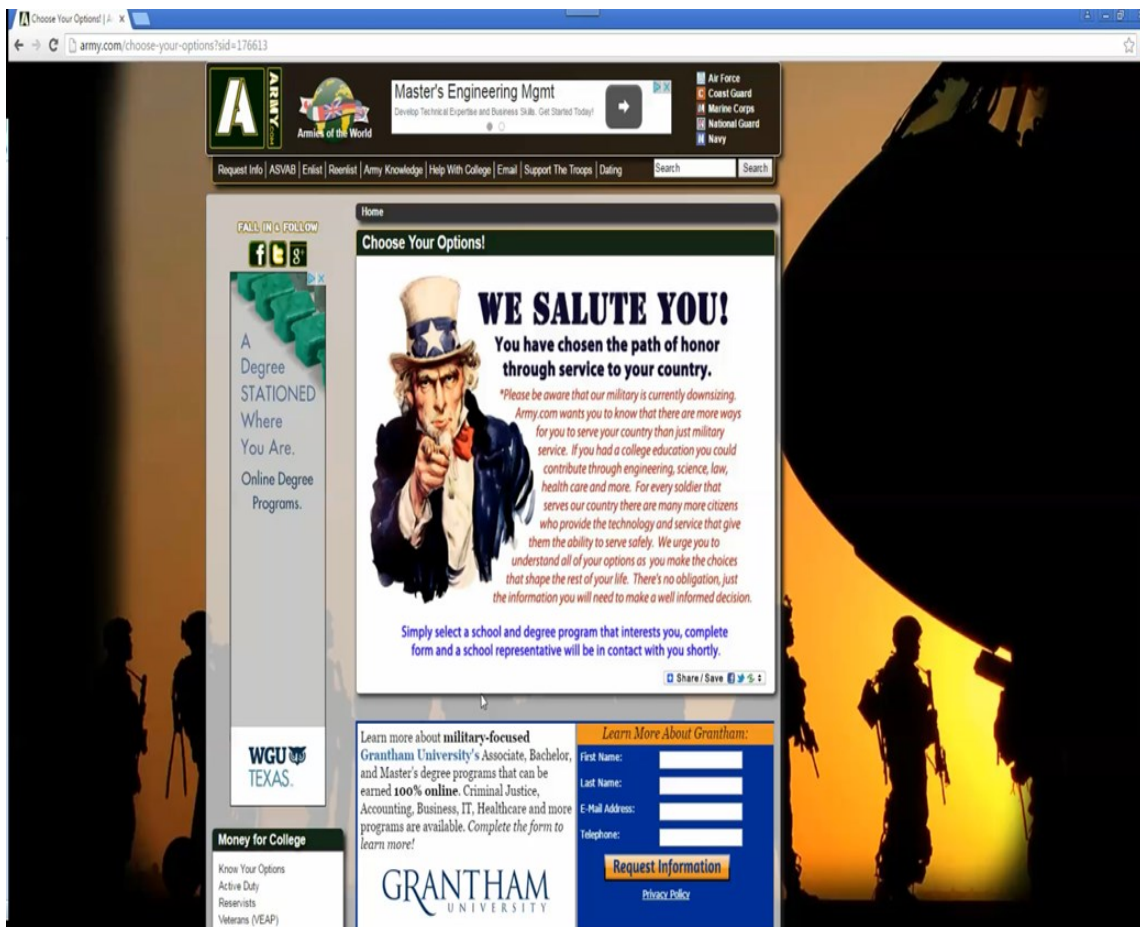 Choose Your Options! | A
army.com/choose-your-options?sid=176613
A
ARMY.COM
Armies of the World
Master's Engineering Mgmt
Develop Technical Expertise and Business Skills. Get Started Today!
Air Force
Coast Guard
Marine Corps
National Guard
Navy
Request Info | ASVAB | Enlist | Reenlist | Army Knowledge | Help With College | Email | Support The Troops | Dating
Search
Search
FALL IN & FOLLOW
A
Degree
STATIONED
Where
You Are.
Online Degree
Programs.
WGU
TEXAS.
Money for College
Know Your Options
Active Duty
Reservists
Veterans (VEAP)
Home
Choose Your Options!
WE SALUTE YOU!
You have chosen the path of honor
through service to your country.
*Please be aware that our military is currently downsizing.
Army.com wants you to know that there are more ways
for you to serve your country than just military
service. If you had a college education you could
contribute through engineering, science, law,
health care and more. For every soldier that
serves our country there are many more citizens
who provide the technology and service that give
them the ability to serve safely. We urge you to
understand all of your options as you make the choices
that shape the rest of your life. There's no obligation, just
the information you will need to make a well informed decision.
Simply select a school and degree program that interests you, complete
form and a school representative will be in contact with you shortly.
Share / Save
Learn more about military-focused
Grantham University's Associate, Bachelor,
and Master's degree programs that can be
earned 100% online. Criminal Justice,
Accounting, Business, IT, Healthcare and more
programs are available. Complete the form to
learn more!
GRANTHAM
UNIVERSITY
Learn More About Grantham:
First Name:
Last Name:
E-Mail Address:
Telephone:
Request Information
Privacy Policy